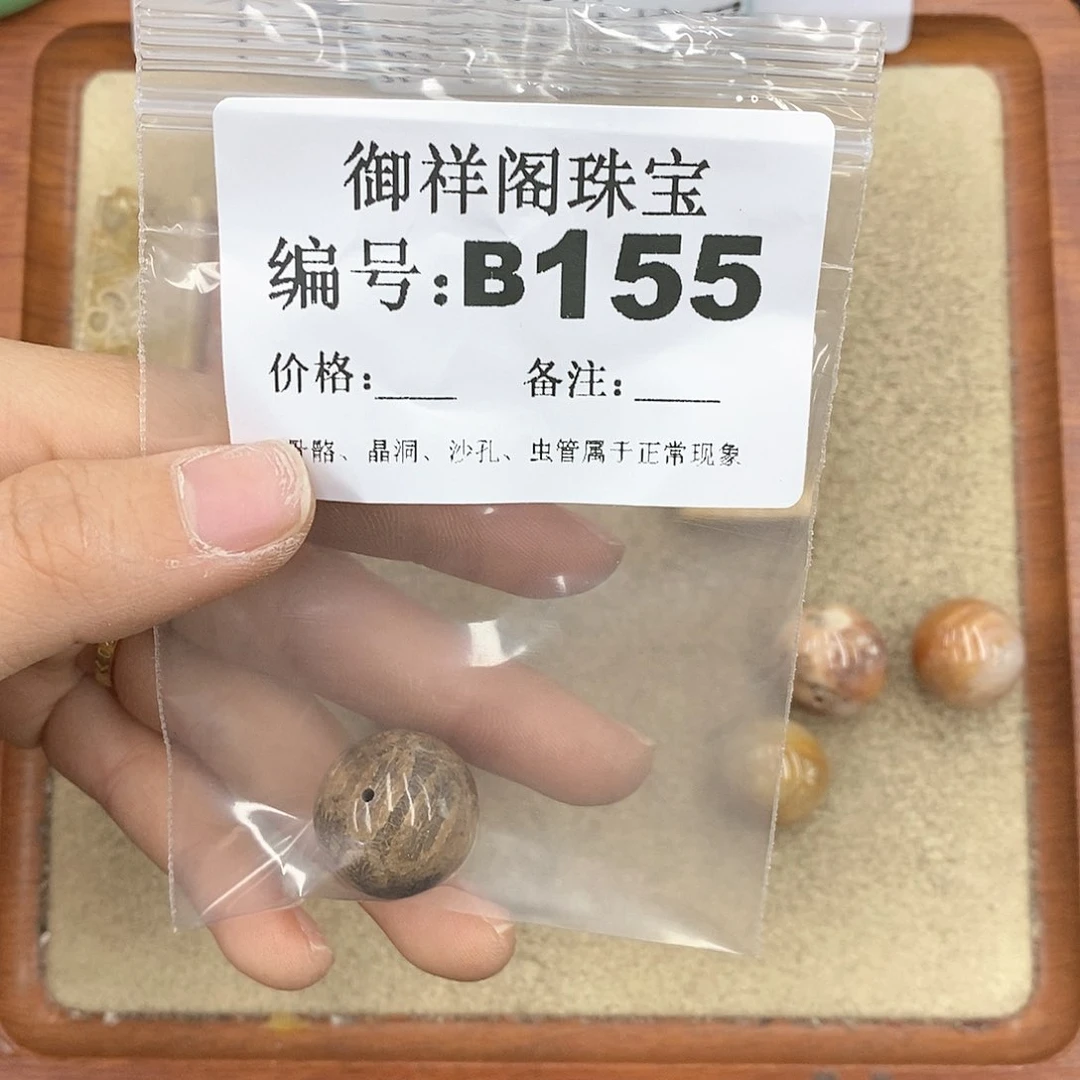 御祥阁珠宝
编号:B155
价格:____ 备注:____
骼、晶洞、沙孔、虫管属于正常现象